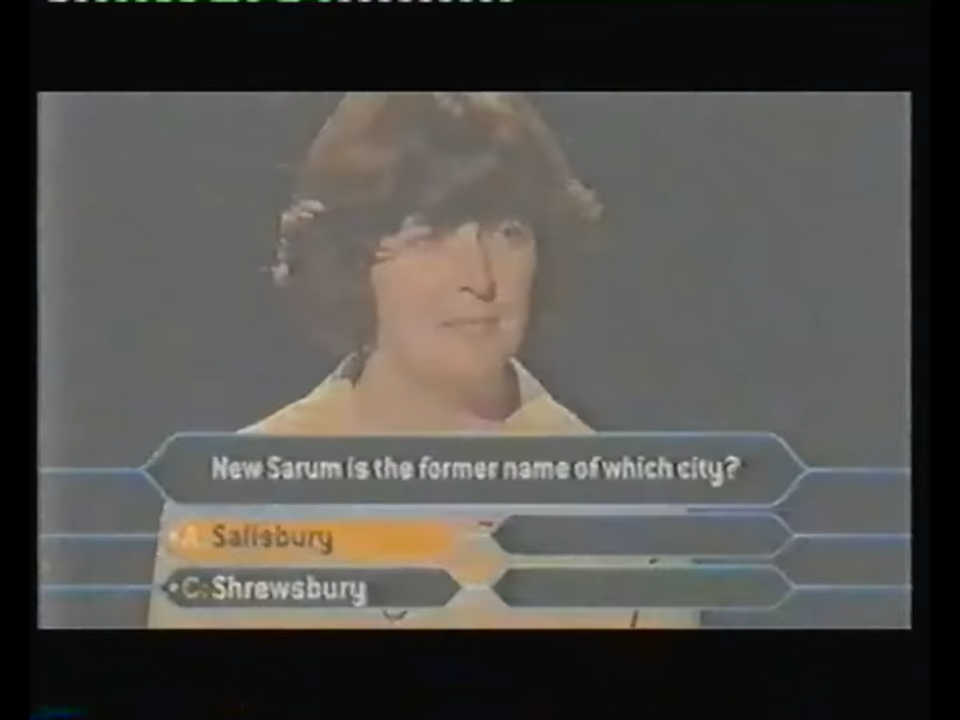 New Sarum is the former name of which city?
A: Salisbury
C: Shrewsbury